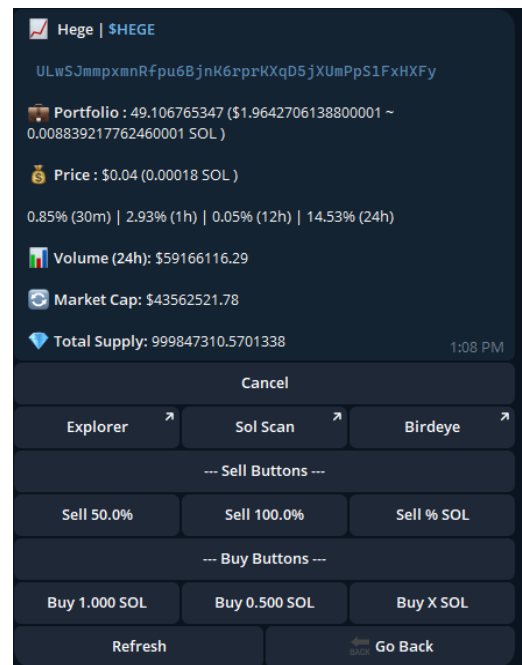 Hege | $HEGE
ULwSJmmpxmnRfpu6BjnK6rprKXqD5jXUmPpS1FxHXFy
Portfolio : 49.106765347 ($1.9642706138800001 ~
0.008839217762460001 SOL )
Price : $0.04 (0.00018 SOL )
0.85% (30m) | 2.93% (1h) | 0.05% (12h) | 14.53% (24h)
Volume (24h): $59166116.29
Market Cap: $43562521.78
Total Supply: 999847310.5701338
1:08 PM
Cancel
Explorer Sol Scan Birdeye
--- Sell Buttons ---
Sell 50.0% Sell 100.0% Sell % SOL
--- Buy Buttons ---
Buy 1.000 SOL Buy 0.500 SOL Buy X SOL
Refresh BACK Go Back